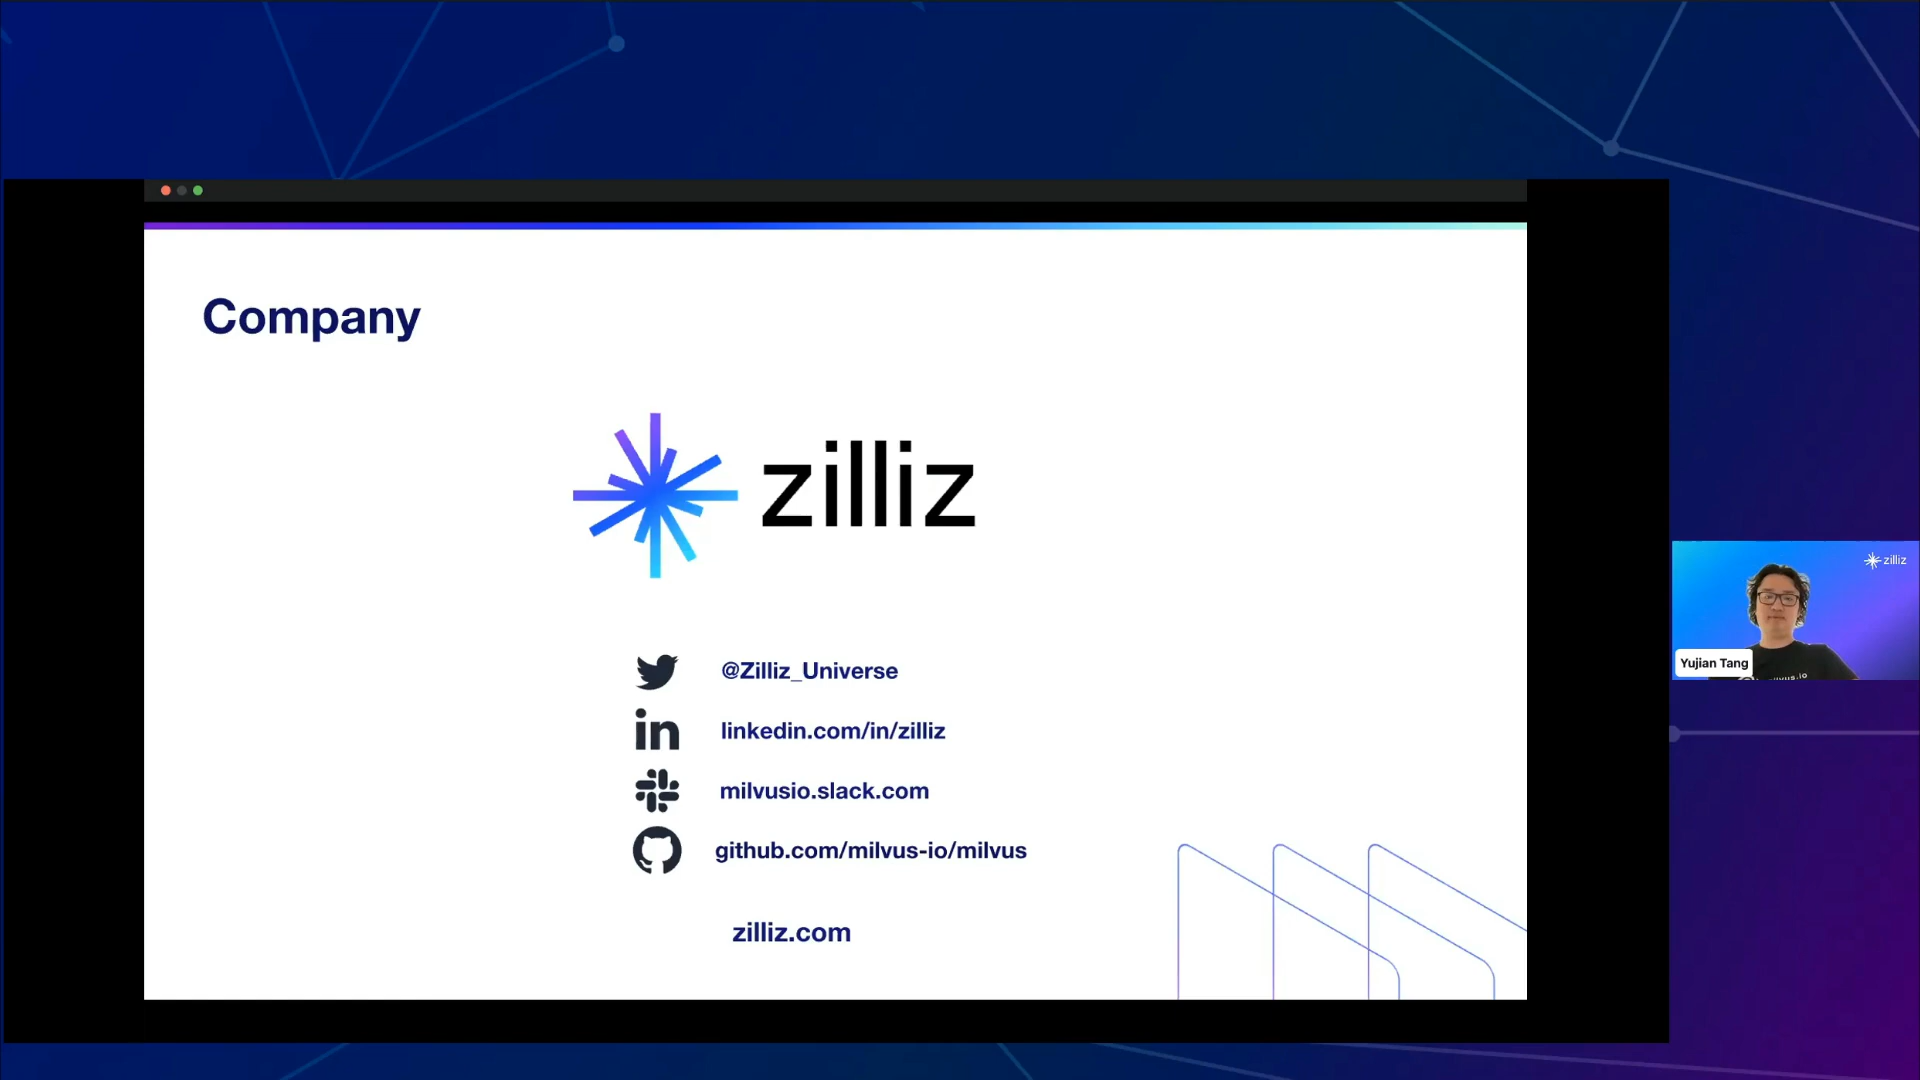 Company
zilliz
@Zilliz_Universe
linkedin.com/in/zilliz
milvusio.slack.com
github.com/milvus-io/milvus
zilliz.com
zilliz
Yujian Tang